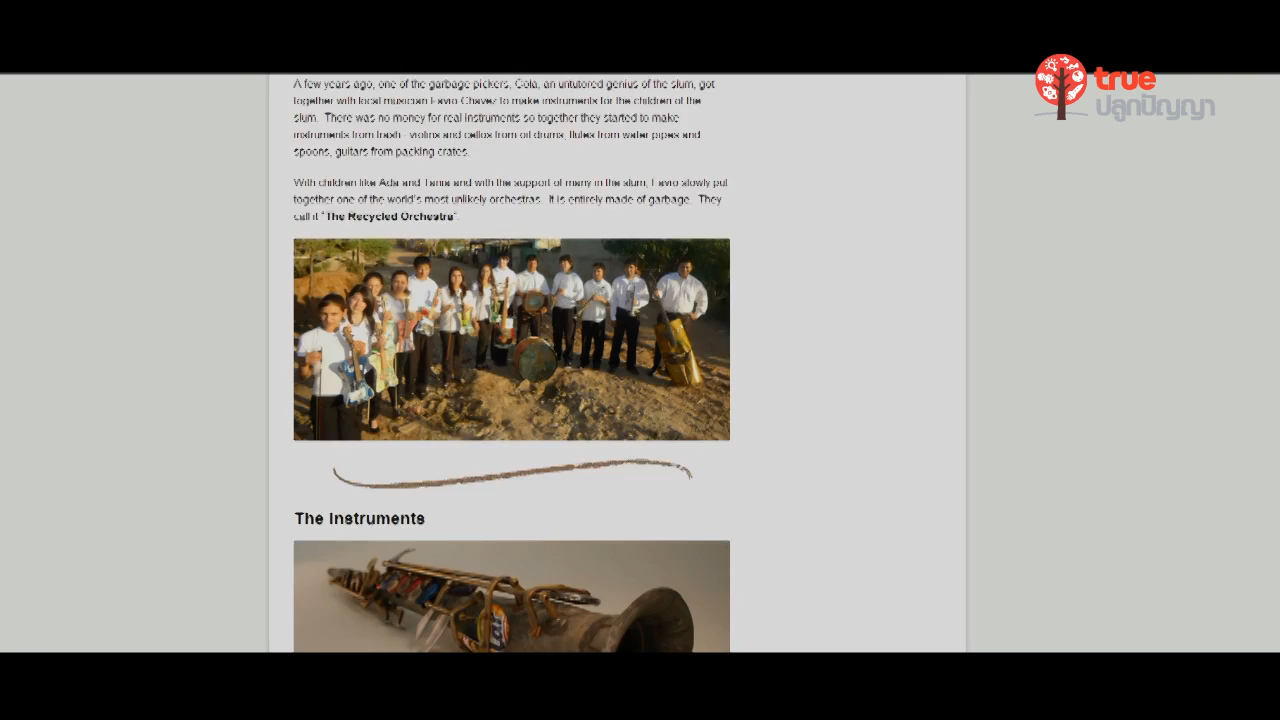 true
ปลูกปัญญา
A few years ago, one of the garbage pickers, Cola, an untutored genius of the slum, got
together with local musician Favio Chavez to make instruments for the children of the
slum. There was no money for real instruments so together they started to make
instruments from trash - violins and cellos from oil drums, flutes from water pipes and
spoons, guitars from packing crates.
With children like Ada and Tania and with the support of many in the slum, Favio slowly put
together one of the world's most unlikely orchestras. It is entirely made of garbage. They
call it "The Recycled Orchestra".
The Instruments